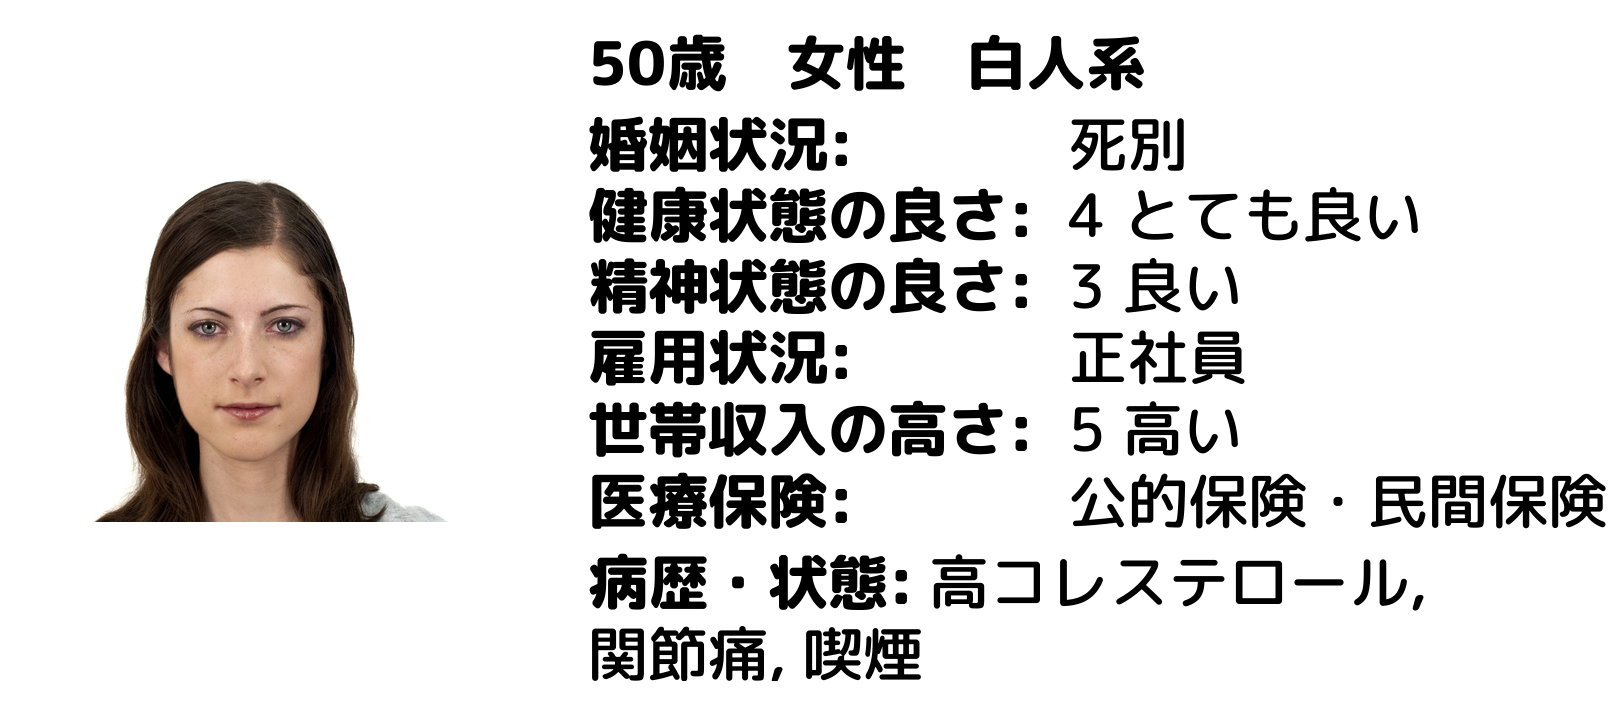 50歳　女性　白人系
婚姻状況: 死別
健康状態の良さ: 4 とても良い
精神状態の良さ: 3 良い
雇用状況: 正社員
世帯収入の高さ: 5 高い
医療保険: 公的保険・民間保険
病歴・状態: 高コレステロール,
関節痛, 喫煙